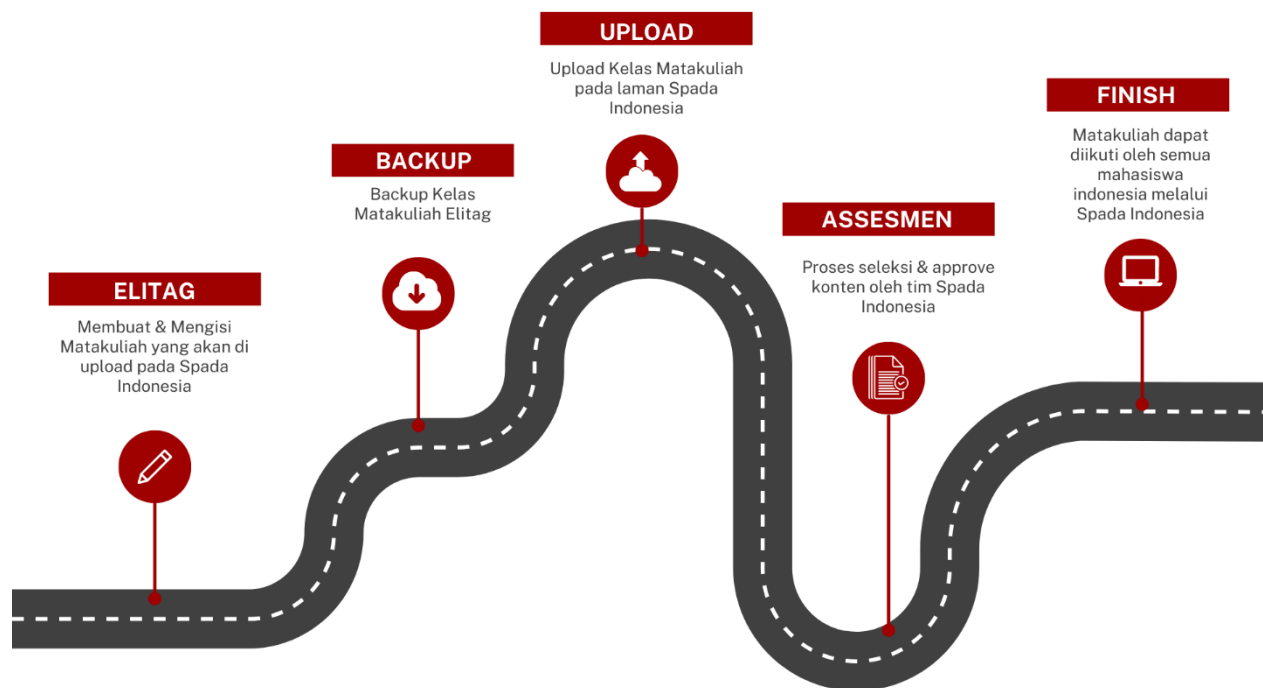 ELITAG
Membuat & Mengisi
Matakuliah yang akan di
upload pada Spada
Indonesia
BACKUP
Backup Kelas
Matakuliah Elitag
UPLOAD
Upload Kelas Matakuliah
pada laman Spada
Indonesia
ASSESMEN
Proses seleksi & approve
konten oleh tim Spada
Indonesia
FINISH
Matakuliah dapat
diikuti oleh semua
mahasiswa
indonesia melalui
Spada Indonesia